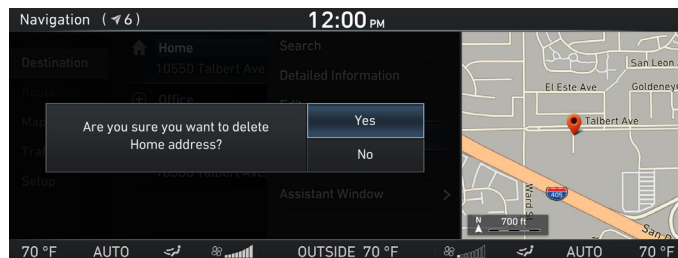 Navigation ( 6)
12:00 PM
Home
10550 Talbert Ave
Destination
Search
Detailed Information
Route
Office
Edit
Map
Are you sure you want to delete
Home address?
Yes
No
Setup
10550 Talbert Ave,
Assistant Window >
San Leon
El Este Ave
Goldeneye
Talbert Ave
Ward St
405
N
700 ft
San D
70 °F AUTO OUTSIDE 70 °F AUTO 70 °F